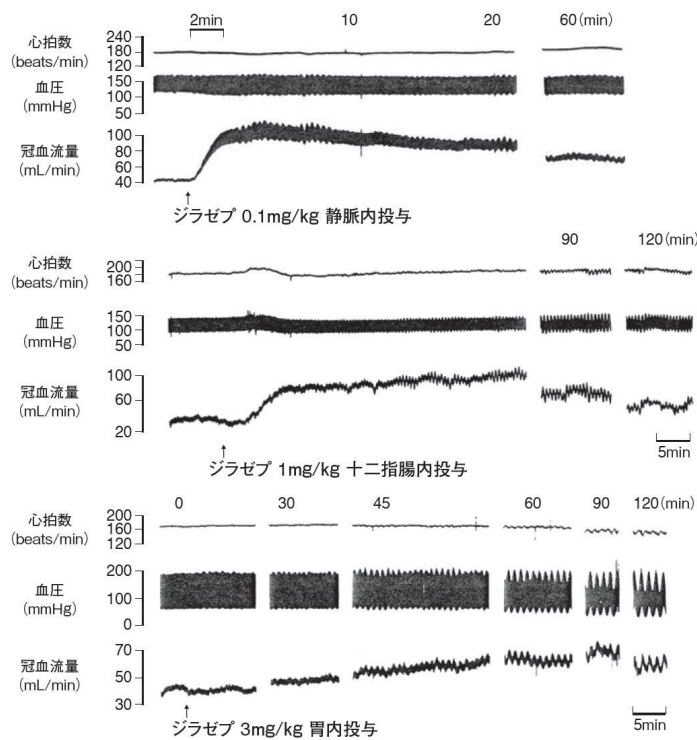 2min 10 20 60(min)
心拍数
(beats/min)
240
180
120
血圧
(mmHg)
150
100
50
冠血流量
(mL/min)
100
80
60
40
ジラゼプ 0.1mg/kg 静脈内投与
90 120(min)
心拍数
(beats/min)
200
160
血圧
(mmHg)
150
100
50
冠血流量
(mL/min)
100
60
20
5min
ジラゼプ 1mg/kg 十二指腸内投与
0 30 45 60 90 120(min)
心拍数
(beats/min)
200
160
120
血圧
(mmHg)
200
100
0
冠血流量
(mL/min)
70
50
30
5min
ジラゼプ 3mg/kg 胃内投与